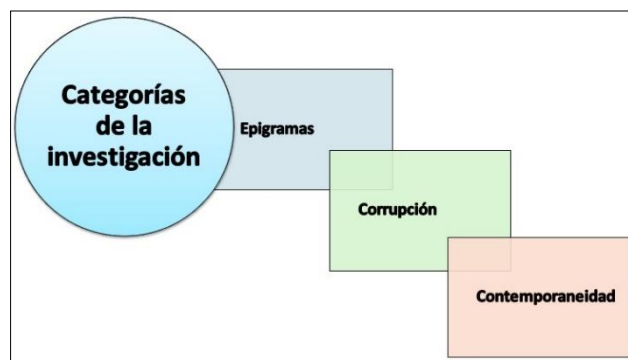 Categorías
de la
investigación
Epigramas
Corrupción
Contemporaneidad